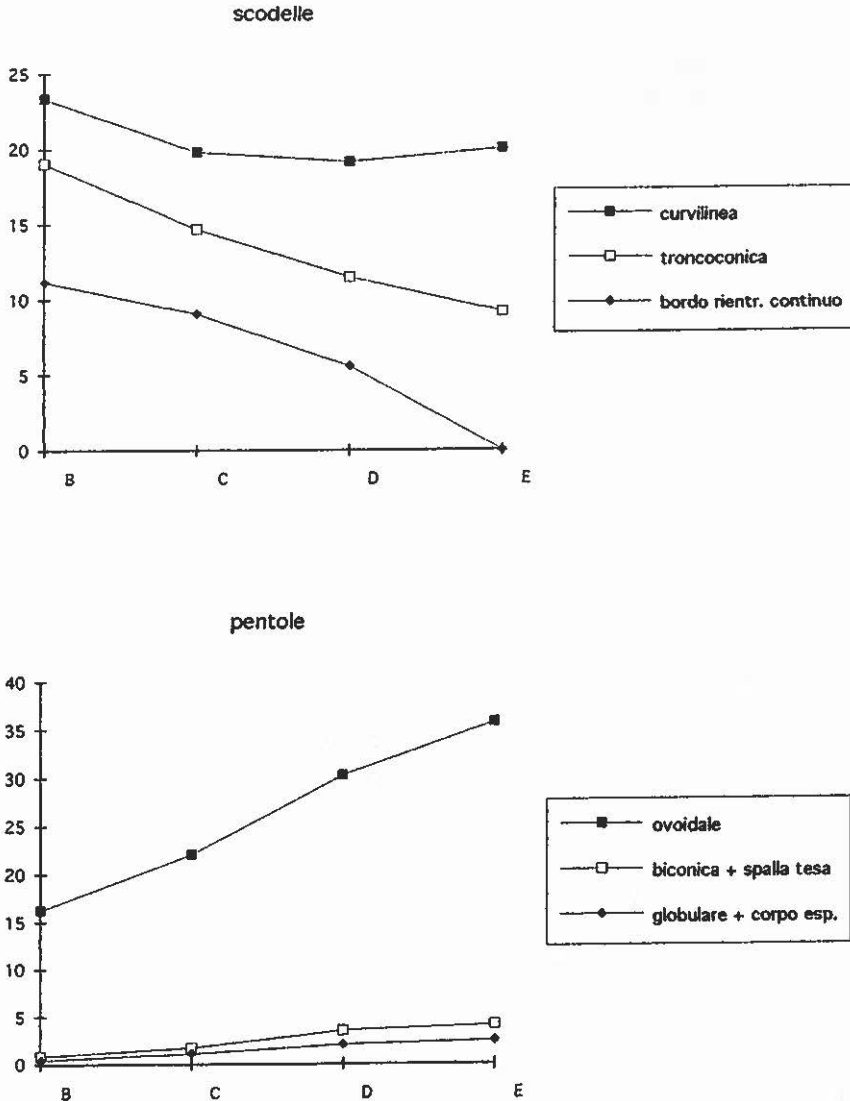 scodelle
25
20
15
10
5
0
B C D E
curvilinea
troncoconica
bordo rientr. continuo
pentole
40
35
30
25
20
15
10
5
0
B C D E
ovoidale
biconica + spalla tesa
globulare + corpo esp.